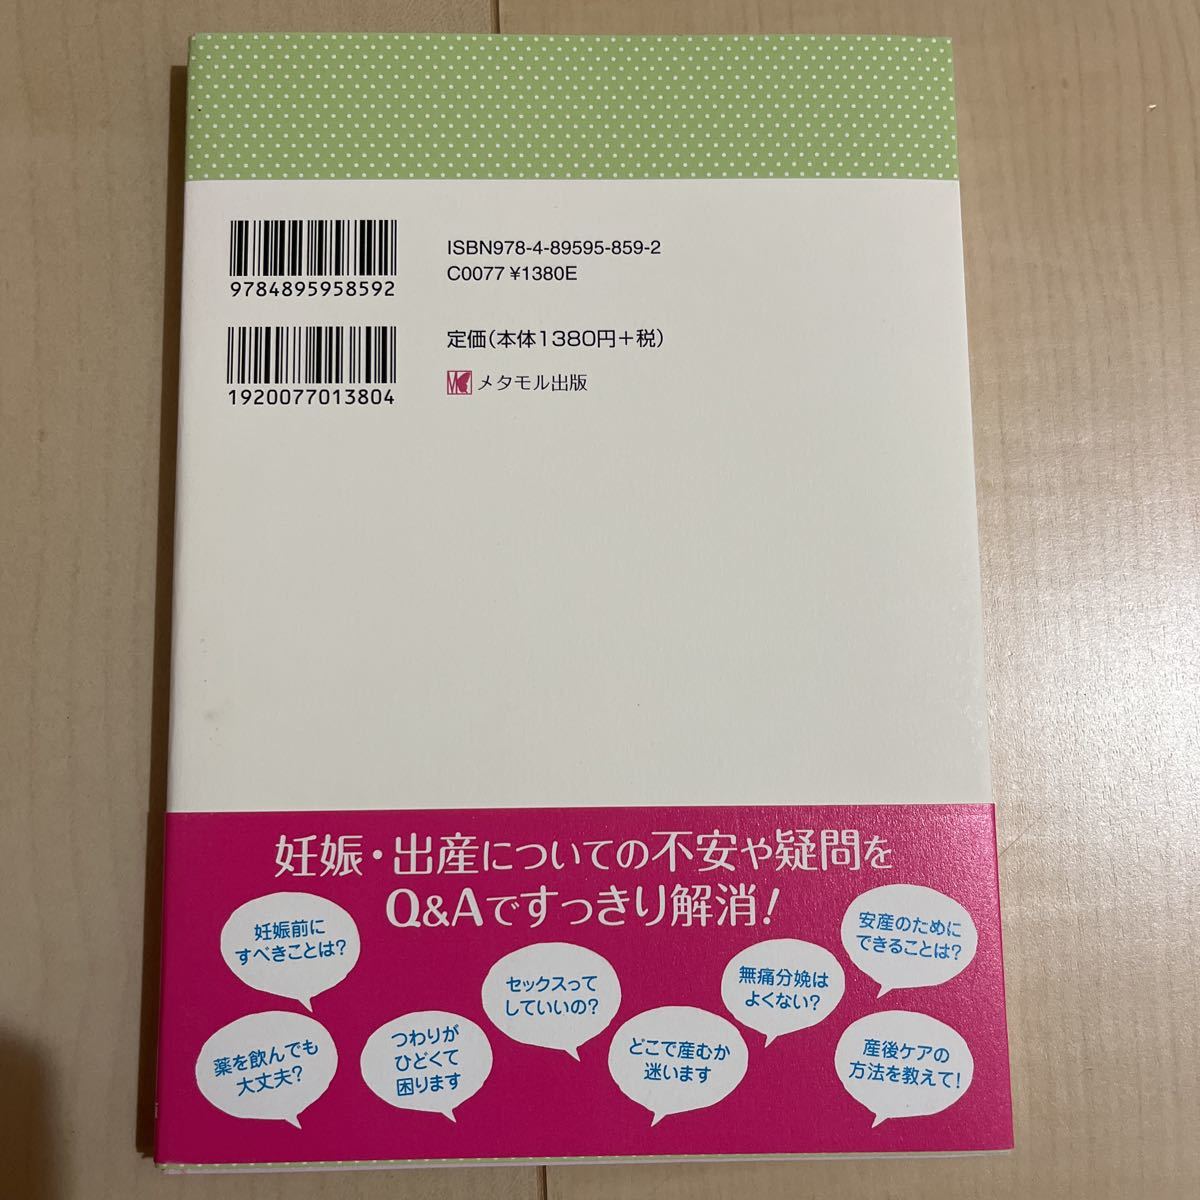 ISBN978-4-89595-859-2
C0077 ¥1380E
9784895958592
定価(本体1380円+税)
メタモル出版
1920077013804
妊娠・出産についての不安や疑問を
Q&Aですっきり解消!
妊娠前に
すべきことは?
セックスって
していいの?
無痛分娩は
よくない?
安産のために
できることは?
薬を飲んでも
大丈夫?
つわりが
ひどくて
困ります
どこで産むか
迷います
産後ケアの
方法を教えて!